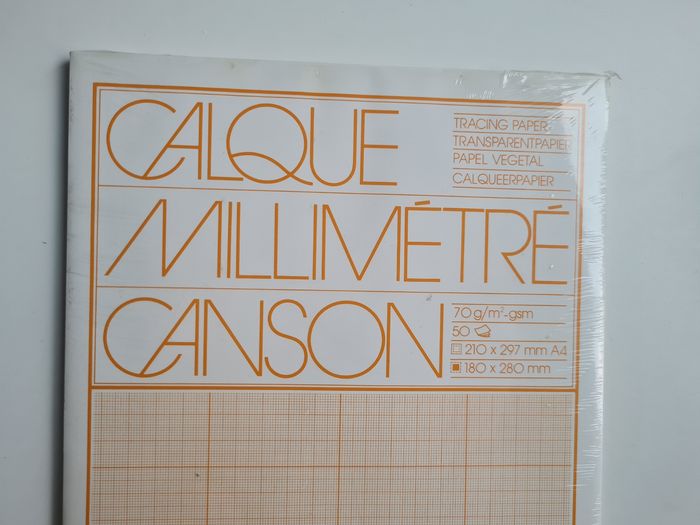 CALQUE
TRACING PAPER
TRANSPARENTPAPIER
PAPEL VEGETAL
CALQUEERPAPIER
MILLIMÉTRÉ
CANSON
70 g/m²-gsm
50
210 x 297 mm A4
180 x 280 mm